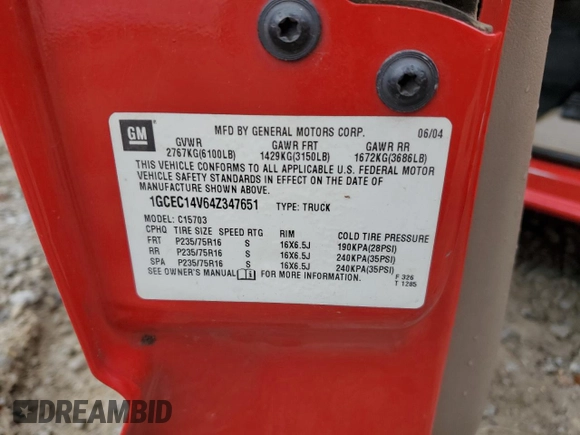 GM
MFD BY GENERAL MOTORS CORP. 06/04
GVWR GAWR FRT GAWR RR
2767KG(6100LB) 1429KG(3150LB) 1672KG(3686LB)
THIS VEHICLE CONFORMS TO ALL APPLICABLE U.S. FEDERAL MOTOR
VEHICLE SAFETY STANDARDS IN EFFECT ON THE DATE OF
MANUFACTURE SHOWN ABOVE.
1GCEC14V64Z347651 TYPE: TRUCK
MODEL: C15703
CPHQ TIRE SIZE SPEED RTG RIM COLD TIRE PRESSURE
FRT P235/75R16 S 16X6.5J 190KPA(28PSI)
RR P235/75R16 S 16X6.5J 240KPA(35PSI)
SPA P235/75R16 S 16X6.5J 240KPA(35PSI)
SEE OWNER'S MANUAL FOR MORE INFORMATION. F 326
T 1285
DREAMBID